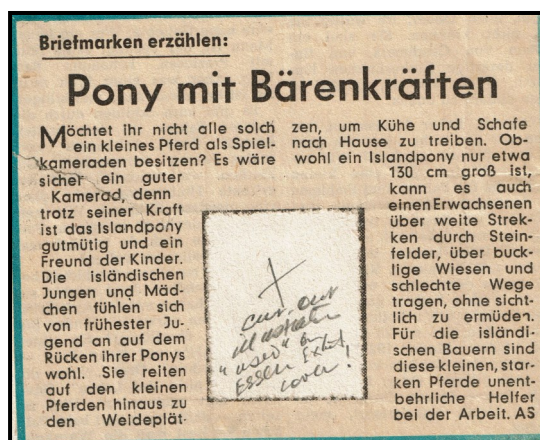 Briefmarken erzählen:
Pony mit Bärenkräften
Möchtet ihr nicht alle solch
ein kleines Pferd als Spiel-
kameraden besitzen? Es wäre
sicher ein guter
Kamerad, denn
trotz seiner Kraft
ist das Islandpony
gutmütig und ein
Freund der Kinder.
Die isländischen
Jungen und Mäd-
chen fühlen sich
von frühester Ju-
gend an auf dem
Rücken ihrer Ponys
wohl. Sie reiten
auf den kleinen
Pferden hinaus zu
den Weideplät-
zen, um Kühe und Schafe
nach Hause zu treiben. Ob-
wohl ein Islandpony nur etwa
130 cm groß ist,
kann es auch
einen Erwachsenen
über weite Strek-
ken durch Stein-
felder, über buck-
lige Wiesen und
schlechte Wege
tragen, ohne sicht-
lich zu ermüden.
Für die isländi-
schen Bauern sind
diese kleinen, star-
ken Pferde unent-
behrliche Helfer
bei der Arbeit. AS
cut-out
illustration
"used" on
ESSEN Exhib.
cover!